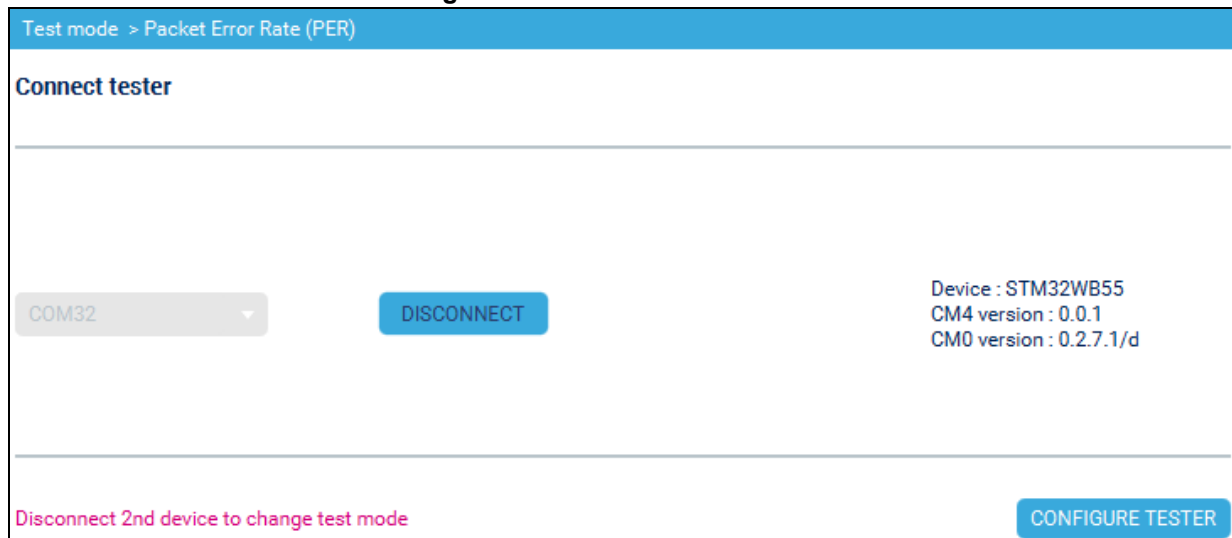 Test mode > Packet Error Rate (PER)
Connect tester
COM32
DISCONNECT
Device : STM32WB55
CM4 version : 0.0.1
CM0 version : 0.2.7.1/d
Disconnect 2nd device to change test mode
CONFIGURE TESTER